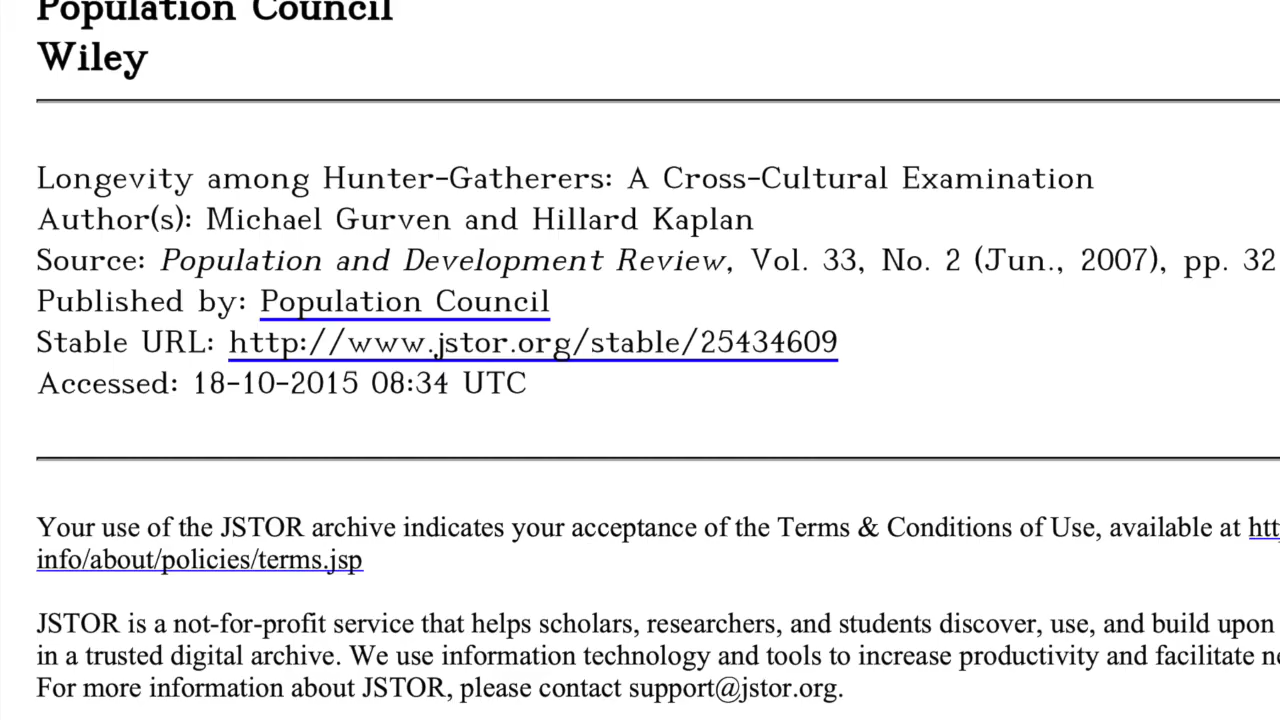 Population Council
Wiley
Longevity among Hunter-Gatherers: A Cross-Cultural Examination
Author(s): Michael Gurven and Hillard Kaplan
Source: Population and Development Review, Vol. 33, No. 2 (Jun., 2007), pp. 32
Published by: Population Council
Stable URL: http://www.jstor.org/stable/25434609
Accessed: 18-10-2015 08:34 UTC
Your use of the JSTOR archive indicates your acceptance of the Terms & Conditions of Use, available at
info/about/policies/terms.jsp
JSTOR is a not-for-profit service that helps scholars, researchers, and students discover, use, and build upon
in a trusted digital archive. We use information technology and tools to increase productivity and facilitate
For more information about JSTOR, please contact support@jstor.org.